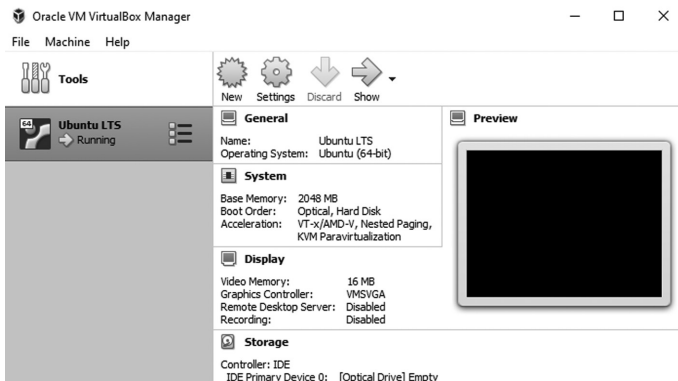 Oracle VM VirtualBox Manager
File Machine Help
Tools
New Settings Discard Show
64
Ubuntu LTS
Running
General
Name: Ubuntu LTS
Operating System: Ubuntu (64-bit)
System
Base Memory: 2048 MB
Boot Order: Optical, Hard Disk
Acceleration: VT-x/AMD-V, Nested Paging,
KVM Paravirtualization
Display
Video Memory: 16 MB
Graphics Controller: VMSVGA
Remote Desktop Server: Disabled
Recording: Disabled
Storage
Controller: IDE
IDE Primary Device 0: [Optical Drive] Empty
Preview